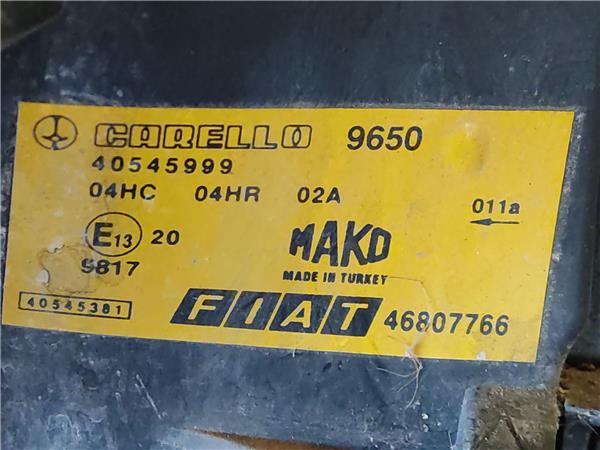 CARELLO 9650
40545999
04HC 04HR 02A
011a
E13 20
9817
MAKO
MADE IN TURKEY
40545381
FIAT 46807766